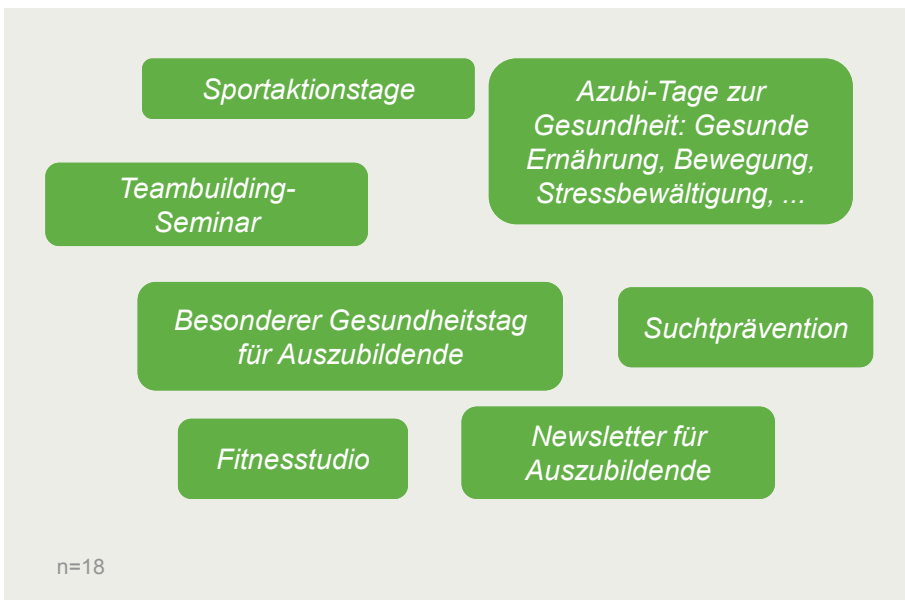 Sportaktionstage
Azubi-Tage zur
Gesundheit: Gesunde
Ernährung, Bewegung,
Stressbewältigung, ...
Teambuilding-
Seminar
Besonderer Gesundheitstag
für Auszubildende
Suchtprävention
Fitnesstudio
Newsletter für
Auszubildende
n=18